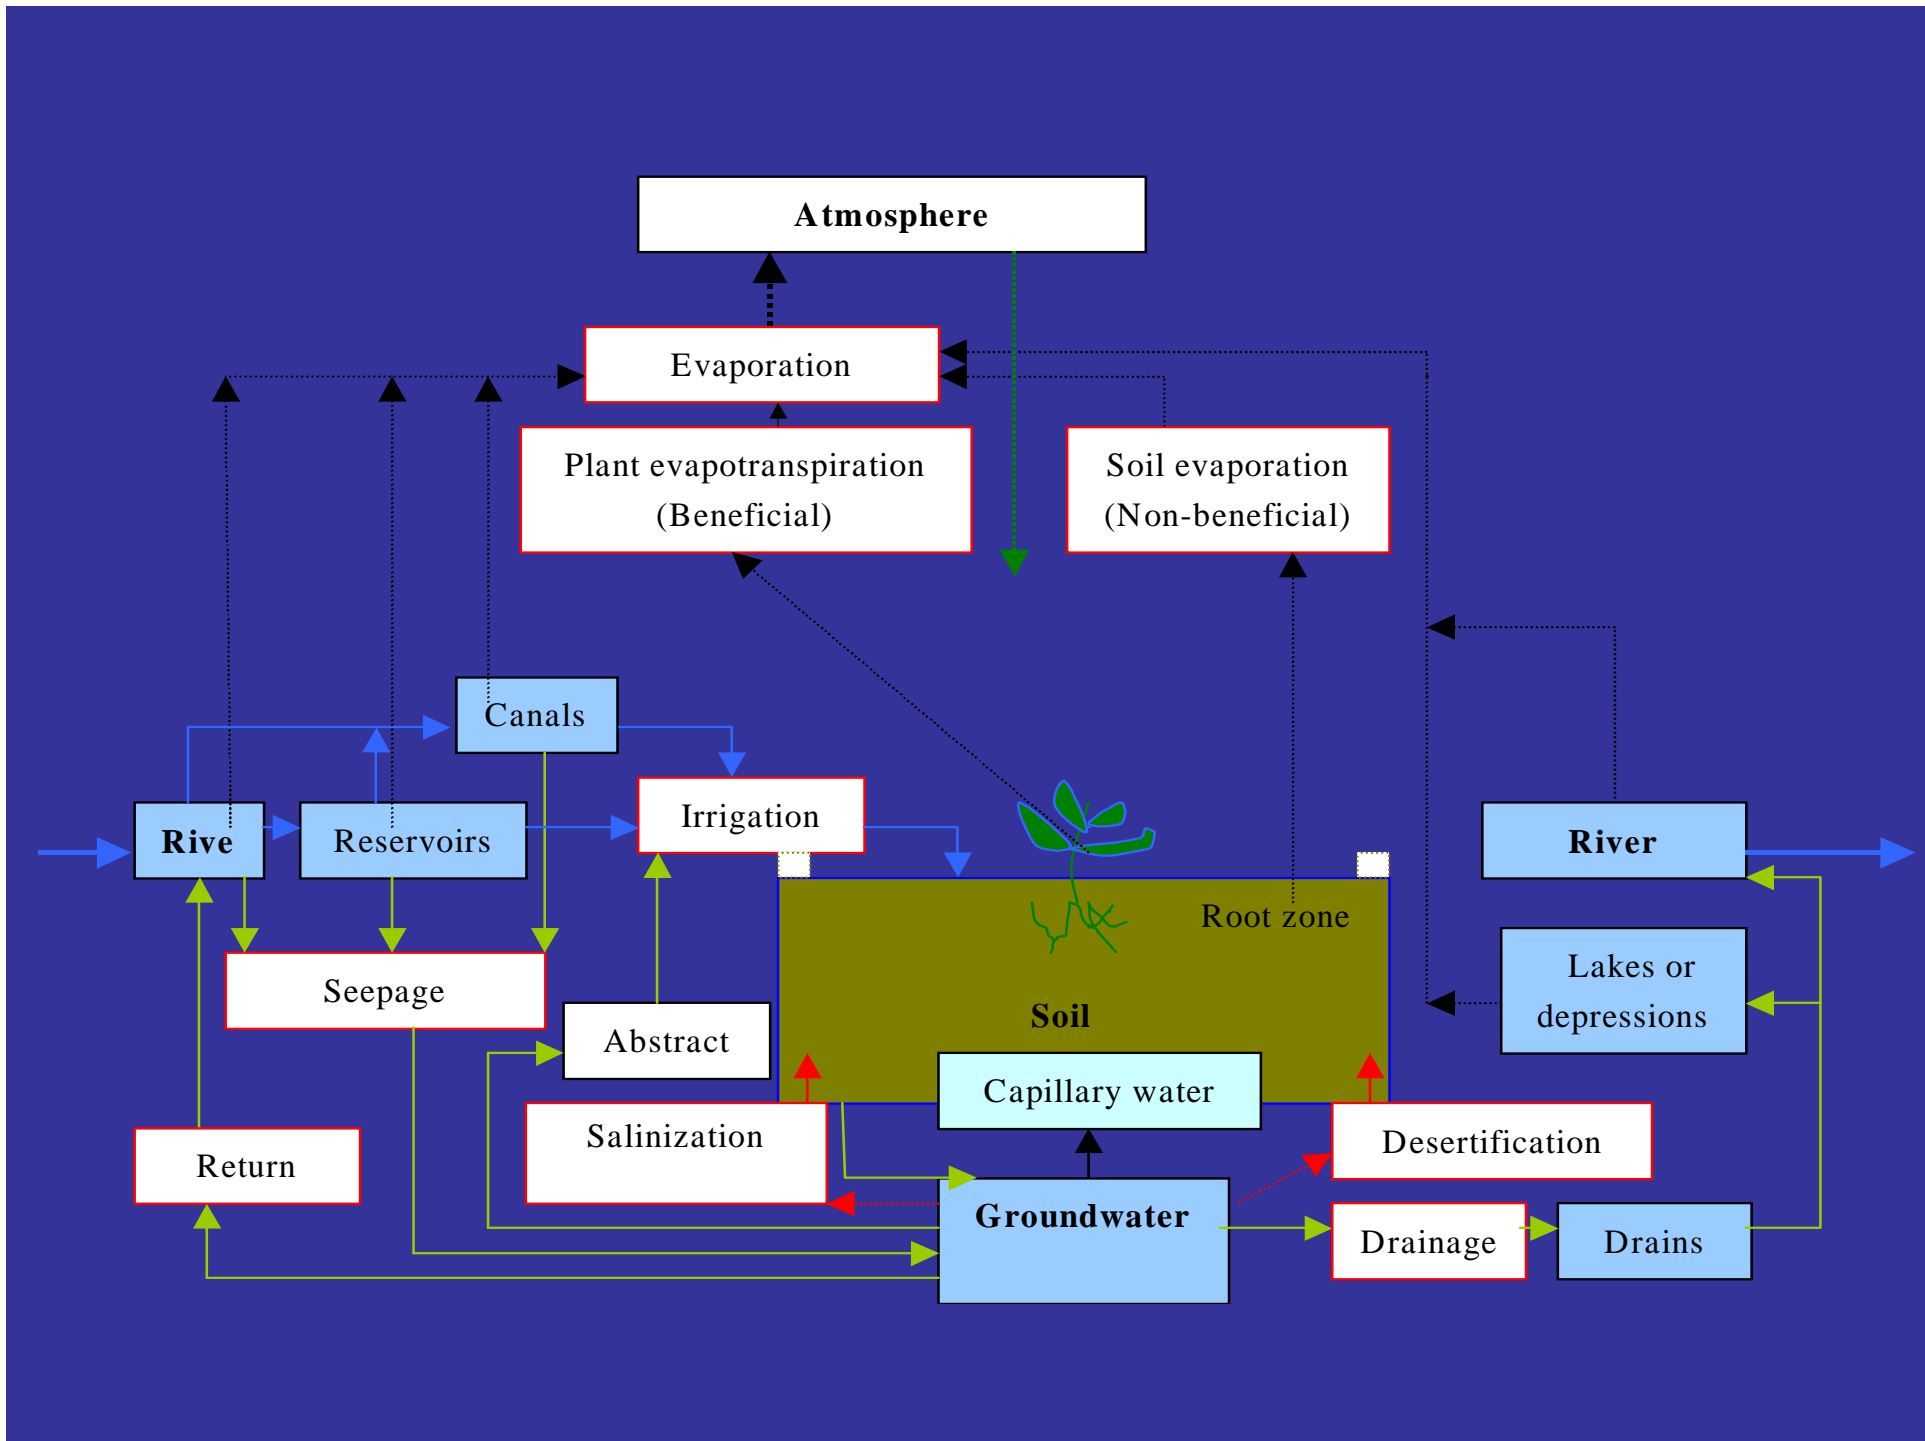 Atmosphere
Evaporation
Plant evapotranspiration
(Beneficial)
Soil evaporation
(Non-beneficial)
Canals
Irrigation
Rive
Reservoirs
River
Root zone
Lakes or
depressions
Seepage
Soil
Abstract
Capillary water
Salinization
Desertification
Return
Groundwater
Drainage
Drains